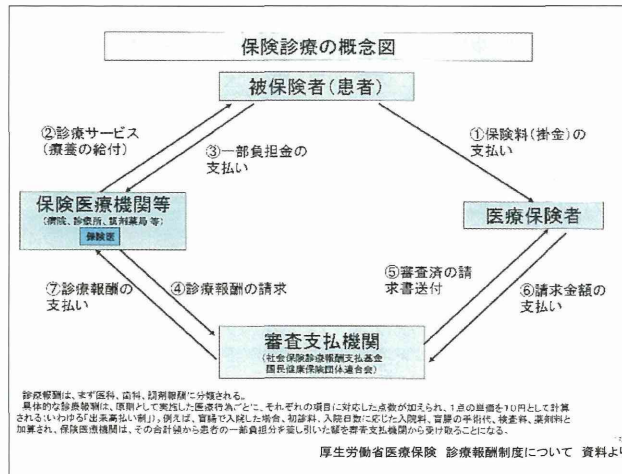 保険診療の概念図
被保険者(患者)
②診療サービス
(療養の給付)
③一部負担金の
支払い
①保険料(掛金)の
支払い
保険医療機関等
(病院、診療所、調剤薬局 等)
保険医
医療保険者
⑦診療報酬の
支払い
④診療報酬の請求
⑤審査済の請
求書送付
⑥請求金額の
支払い
審査支払機関
(社会保険診療報酬支払基金
国民健康保険団体連合会)
診療報酬は、まず医科、歯科、調剤報酬に分類される。
具体的な診療報酬は、原則として実施した医療行為ごとに、それぞれの項目に対応した点数が加えられ、1点の単価を10円として計算
される(いわゆる「出来高払い制」)。例えば、盲腸で入院した場合、初診料、入院日数に応じた入院料、盲腸の手術代、検査料、薬剤料と
加算され、保険医療機関は、その合計額から患者の一部負担分を差し引いた額を審査支払機関から受け取ることになる。
厚生労働省医療保険 診療報酬制度について 資料より